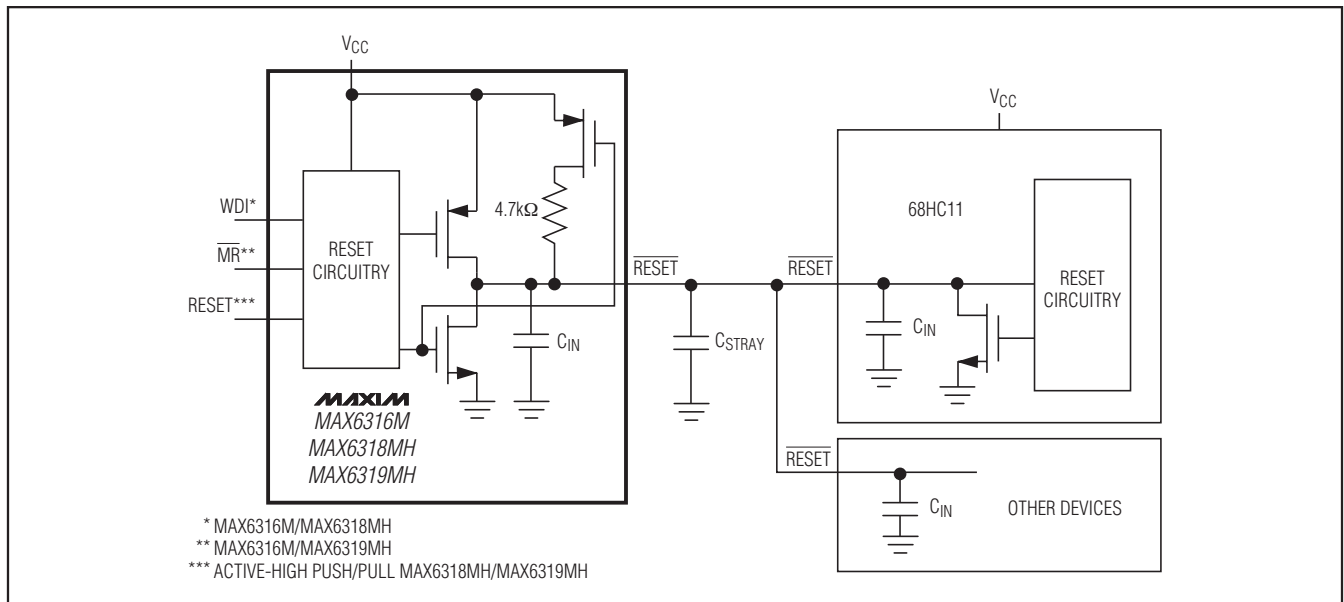 VCC
WDI*
MR**
RESET***
RESET
CIRCUITRY
4.7kΩ
CIN
MAXIM
MAX6316M
MAX6318MH
MAX6319MH
RESET
CSTRAY
RESET
VCC
68HC11
CIN
RESET
CIRCUITRY
RESET
CIN
OTHER DEVICES
* MAX6316M/MAX6318MH
** MAX6316M/MAX6319MH
*** ACTIVE-HIGH PUSH/PULL MAX6318MH/MAX6319MH